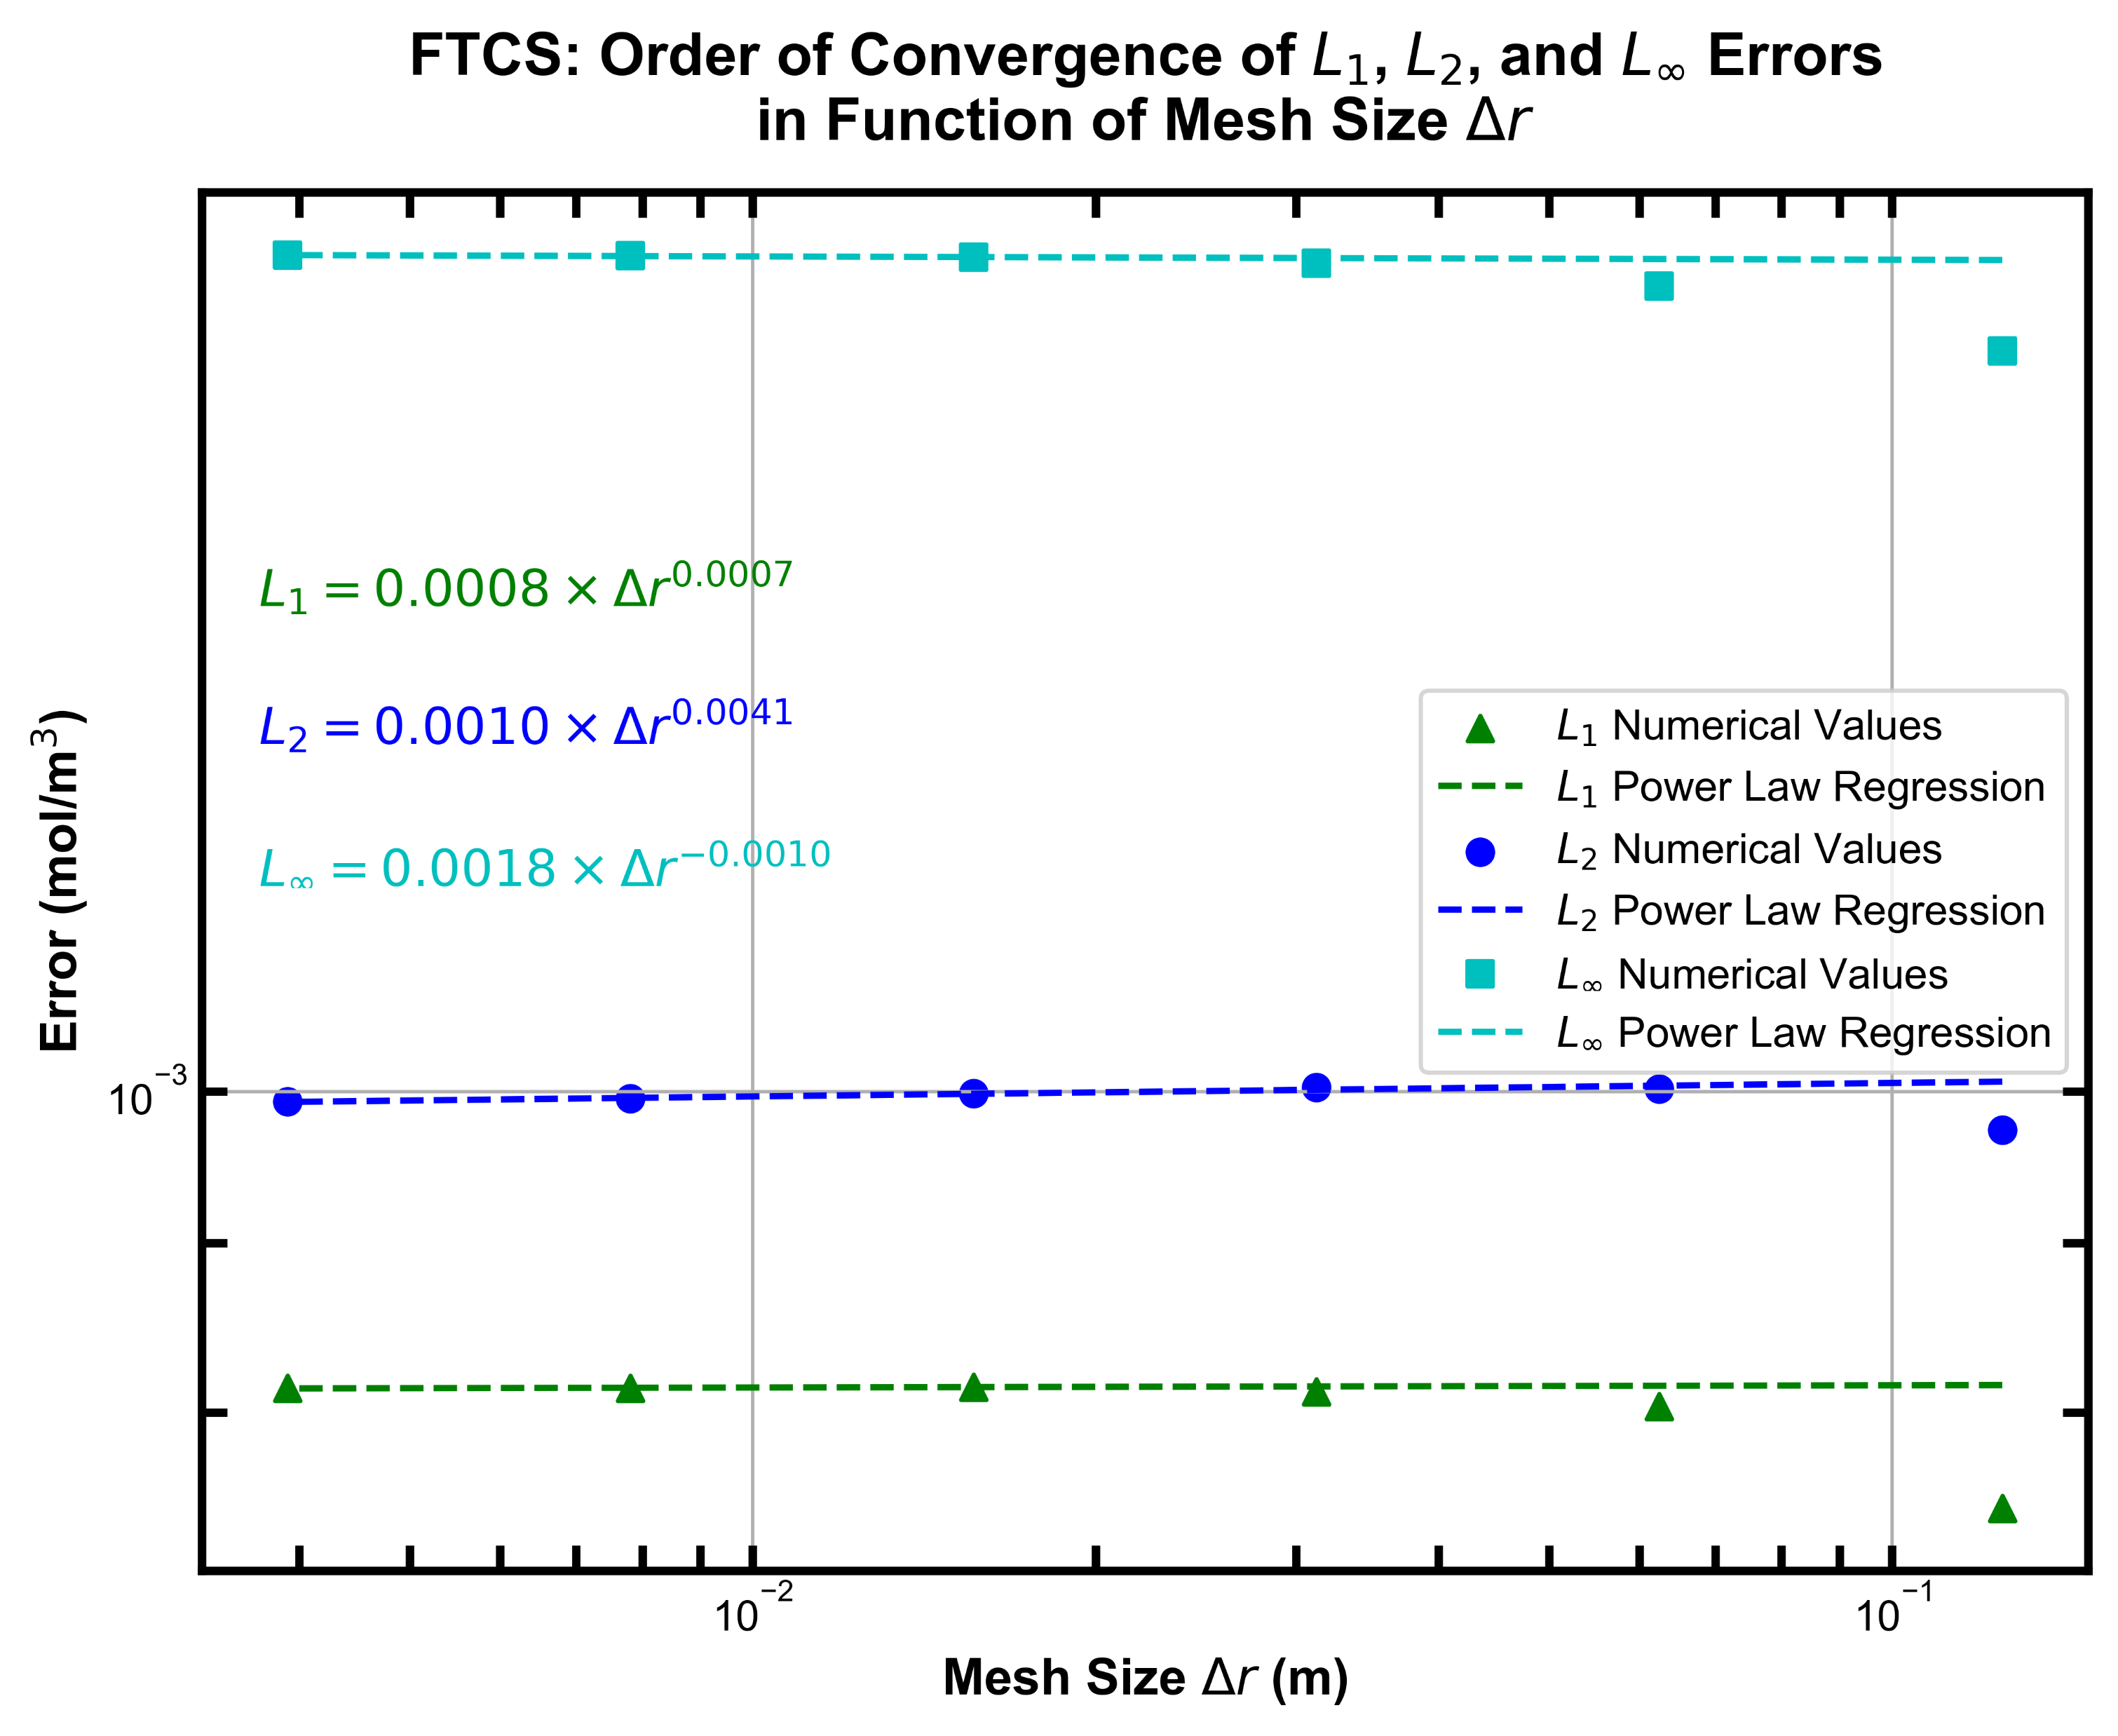 FTCS: Order of Convergence of L₁, L₂, and L∞ Errors
in Function of Mesh Size Δr
L₁ = 0.0008 × Δr^0.0007
L₂ = 0.0010 × Δr^0.0041
L∞ = 0.0018 × Δr^−0.0010
L₁ Numerical Values
L₁ Power Law Regression
L₂ Numerical Values
L₂ Power Law Regression
L∞ Numerical Values
L∞ Power Law Regression
Error (mol/m³)
10⁻³
10⁻²
10⁻¹
Mesh Size Δr (m)